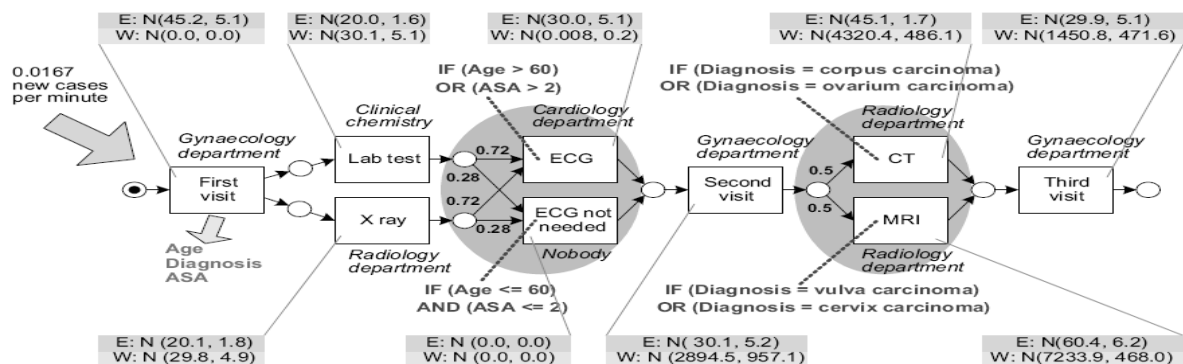 E: N(45.2, 5.1)
W: N(0.0, 0.0)
E: N(20.0, 1.6)
W: N(30.1, 5.1)
E: N(30.0, 5.1)
W: N(0.008, 0.2)
E: N(45.1, 1.7)
W: N(4320.4, 486.1)
E: N(29.9, 5.1)
W: N(1450.8, 471.6)
0.0167
new cases
per minute
IF (Age > 60)
OR (ASA > 2)
IF (Diagnosis = corpus carcinoma)
OR (Diagnosis = ovarium carcinoma)
Gynaecology
department
Clinical
chemistry
Cardiology
department
Gynaecology
department
Radiology
department
Gynaecology
department
First
visit
Lab test
X ray
0.72
0.28
0.72
0.28
ECG
ECG not
needed
Second
visit
0.5
0.5
CT
MRI
Third
visit
Age
Diagnosis
ASA
Radiology
department
Nobody
Radiology
department
IF (Age <= 60)
AND (ASA <= 2)
IF (Diagnosis = vulva carcinoma)
OR (Diagnosis = cervix carcinoma)
E: N (20.1, 1.8)
W: N (29.8, 4.9)
E: N (0.0, 0.0)
W: N (0.0, 0.0)
E: N( 30.1, 5.2)
W: N (2894.5, 957.1)
E: N(60.4, 6.2)
W: N(7233.9, 468.0)